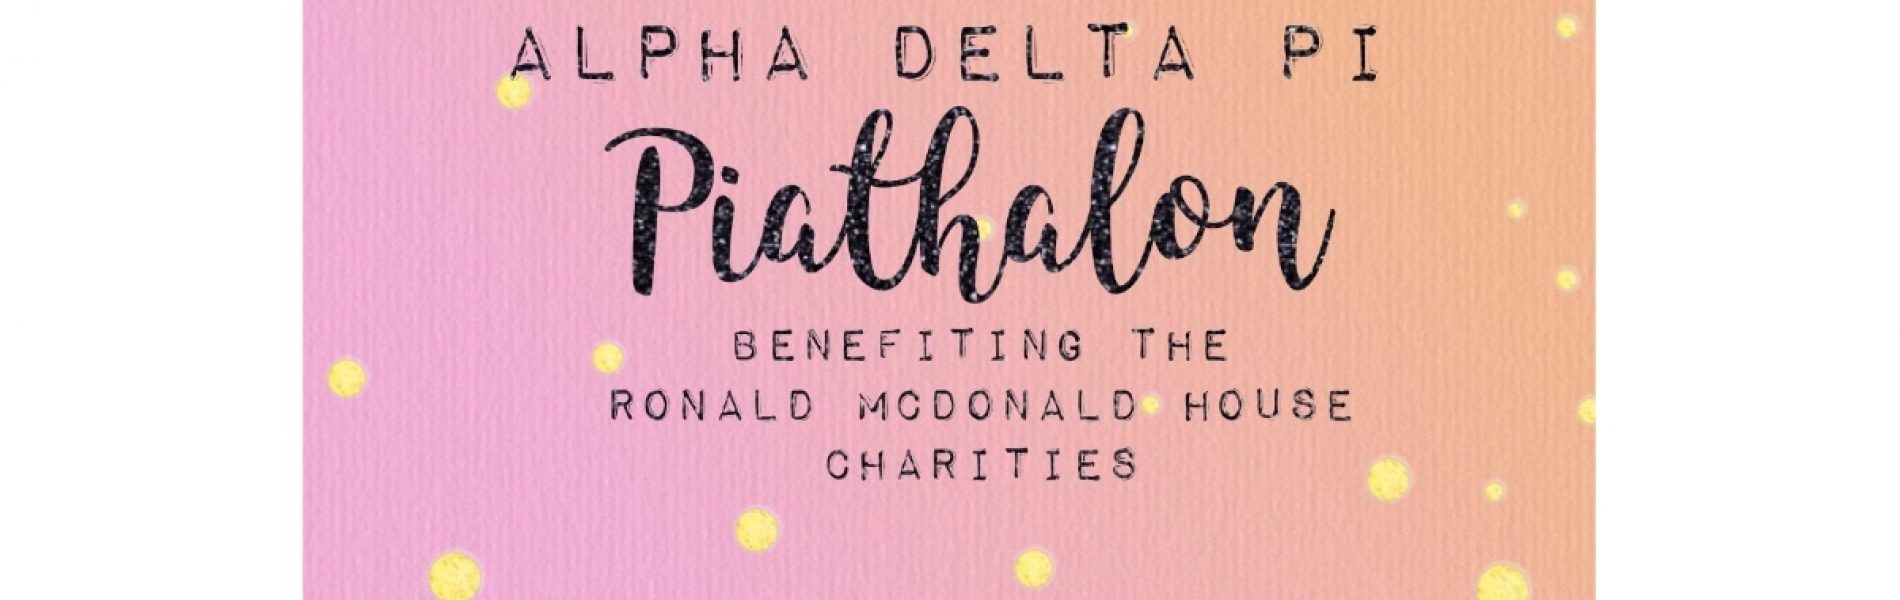 ALPHA DELTA PI
Piathalon
BENEFITING THE
RONALD MCDONALD HOUSE
CHARITIES